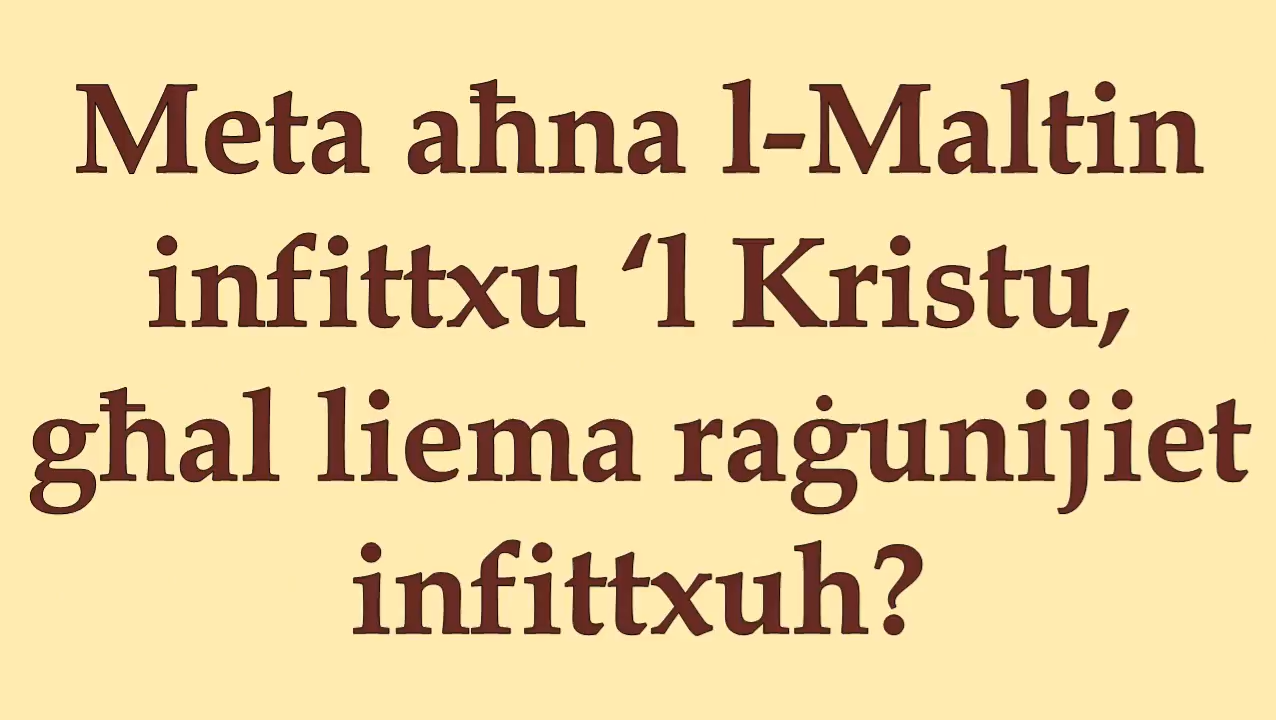 Meta aħna l-Maltin
infittxu ‘l Kristu,
għal liema raġunijiet
infittxuh?